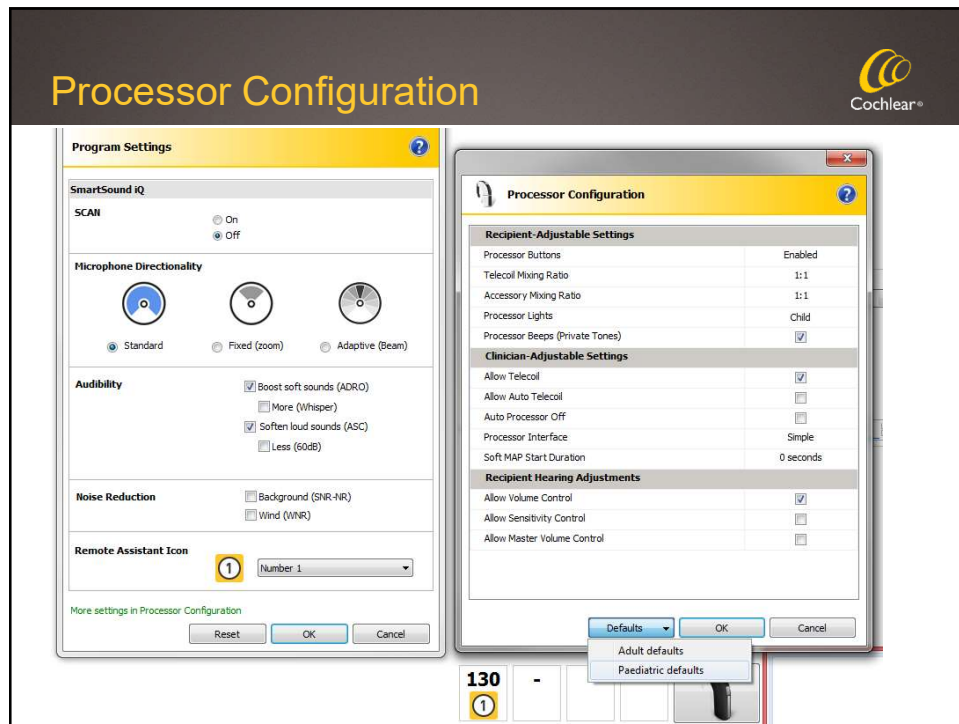 Processor Configuration
Cochlear®
Program Settings
?
SmartSound iQ
SCAN
On
Off
Microphone Directionality
Standard
Fixed (zoom)
Adaptive (Beam)
Audibility
Boost soft sounds (ADRO)
More (Whisper)
Soften loud sounds (ASC)
Less (60dB)
Noise Reduction
Background (SNR-NR)
Wind (WNR)
Remote Assistant Icon
1
Number 1
More settings in Processor Configuration
Reset
OK
Cancel
Processor Configuration
?
Recipient-Adjustable Settings
Processor Buttons Enabled
Telecoil Mixing Ratio 1:1
Accessory Mixing Ratio 1:1
Processor Lights Child
Processor Beeps (Private Tones)
Clinician-Adjustable Settings
Allow Telecoil
Allow Auto Telecoil
Auto Processor Off
Processor Interface Simple
Soft MAP Start Duration 0 seconds
Recipient Hearing Adjustments
Allow Volume Control
Allow Sensitivity Control
Allow Master Volume Control
Defaults
OK
Cancel
Adult defaults
Paediatric defaults
130 -
1